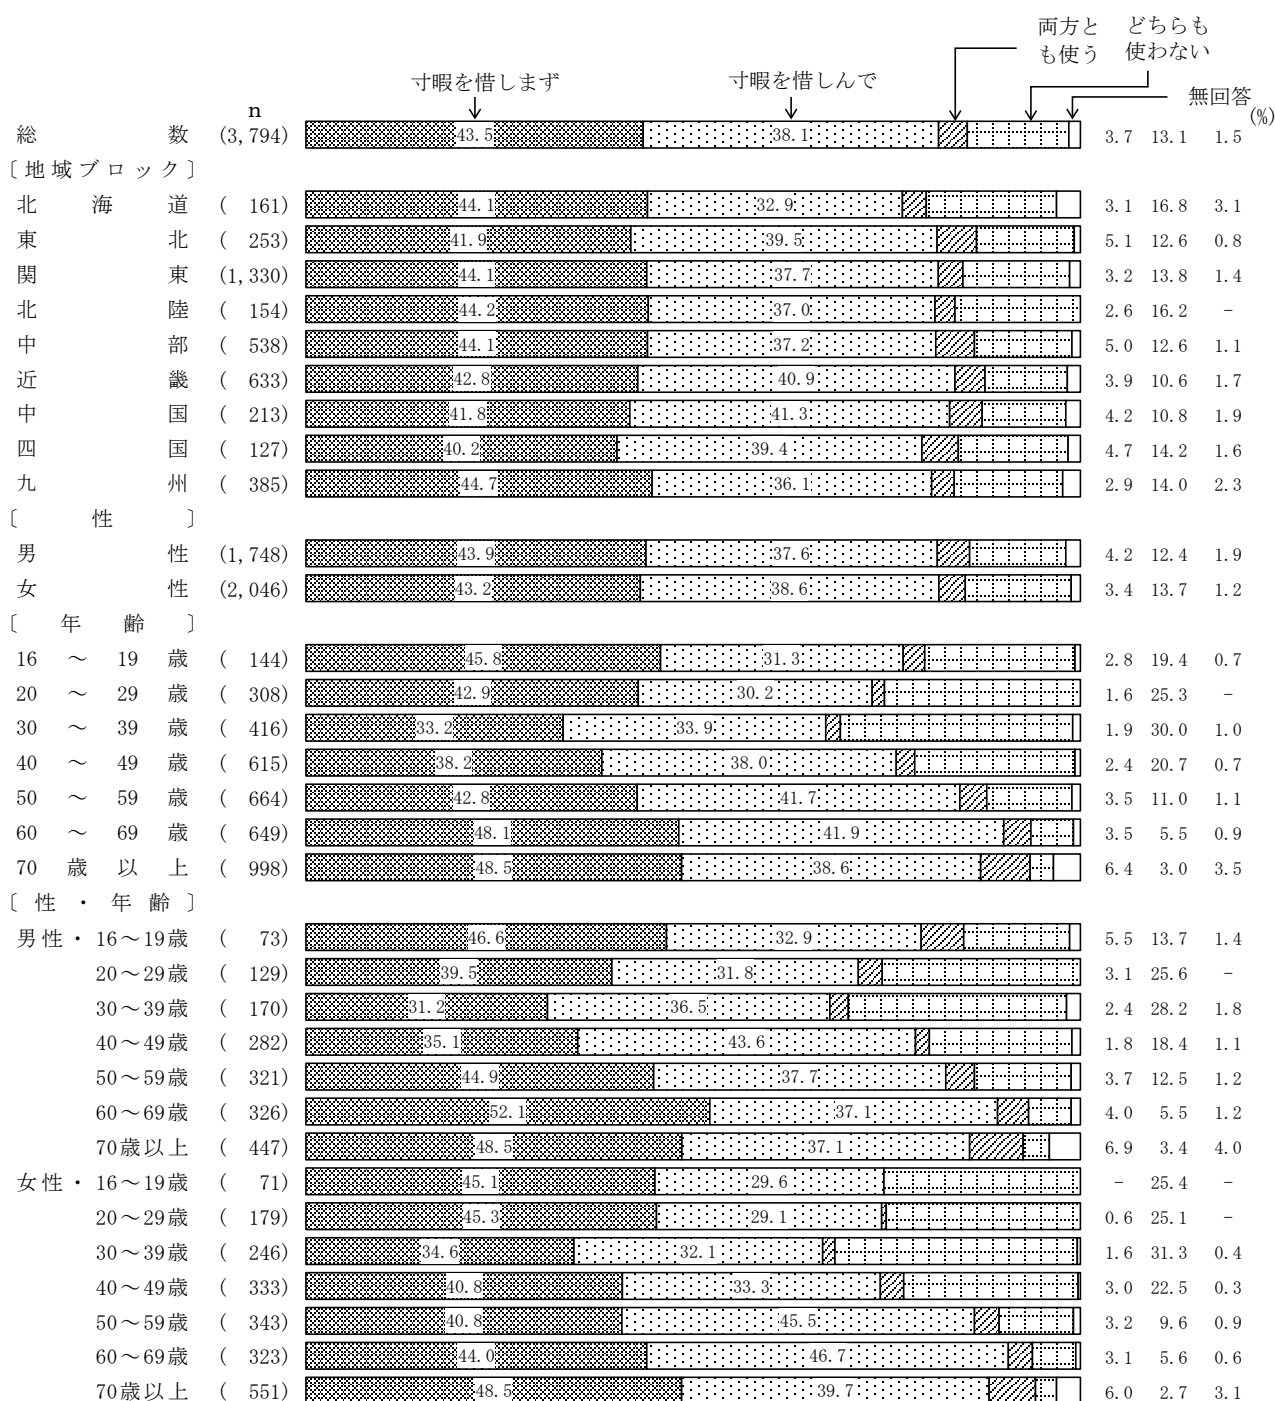 両方と どちらも
も使う 使わない
寸暇を惜しまず 寸暇を惜しんで
無回答
n (%)
総数 (3,794) 43.5 38.1 3.7 13.1 1.5
〔地域ブロック〕
北海道 ( 161) 44.1 32.9 3.1 16.8 3.1
東北 ( 253) 41.9 39.5 5.1 12.6 0.8
関東 (1,330) 44.1 37.7 3.2 13.8 1.4
北陸 ( 154) 44.2 37.0 2.6 16.2 -
中部 ( 538) 44.1 37.2 5.0 12.6 1.1
近畿 ( 633) 42.8 40.9 3.9 10.6 1.7
中国 ( 213) 41.8 41.3 4.2 10.8 1.9
四国 ( 127) 40.2 39.4 4.7 14.2 1.6
九州 ( 385) 44.7 36.1 2.9 14.0 2.3
〔性〕
男性 (1,748) 43.9 37.6 4.2 12.4 1.9
女性 (2,046) 43.2 38.6 3.4 13.7 1.2
〔年齢〕
16～19歳 ( 144) 45.8 31.3 2.8 19.4 0.7
20～29歳 ( 308) 42.9 30.2 1.6 25.3 -
30～39歳 ( 416) 33.2 33.9 1.9 30.0 1.0
40～49歳 ( 615) 38.2 38.0 2.4 20.7 0.7
50～59歳 ( 664) 42.8 41.7 3.5 11.0 1.1
60～69歳 ( 649) 48.1 41.9 3.5 5.5 0.9
70歳以上 ( 998) 48.5 38.6 6.4 3.0 3.5
〔性・年齢〕
男性・16～19歳 ( 73) 46.6 32.9 5.5 13.7 1.4
20～29歳 ( 129) 39.5 31.8 3.1 25.6 -
30～39歳 ( 170) 31.2 36.5 2.4 28.2 1.8
40～49歳 ( 282) 35.1 43.6 1.8 18.4 1.1
50～59歳 ( 321) 44.9 37.7 3.7 12.5 1.2
60～69歳 ( 326) 52.1 37.1 4.0 5.5 1.2
70歳以上 ( 447) 48.5 37.1 6.9 3.4 4.0
女性・16～19歳 ( 71) 45.1 29.6 - 25.4 -
20～29歳 ( 179) 45.3 29.1 0.6 25.1 -
30～39歳 ( 246) 34.6 32.1 1.6 31.3 0.4
40～49歳 ( 333) 40.8 33.3 3.0 22.5 0.3
50～59歳 ( 343) 40.8 45.5 3.2 9.6 0.9
60～69歳 ( 323) 44.0 46.7 3.1 5.6 0.6
70歳以上 ( 551) 48.5 39.7 6.0 2.7 3.1